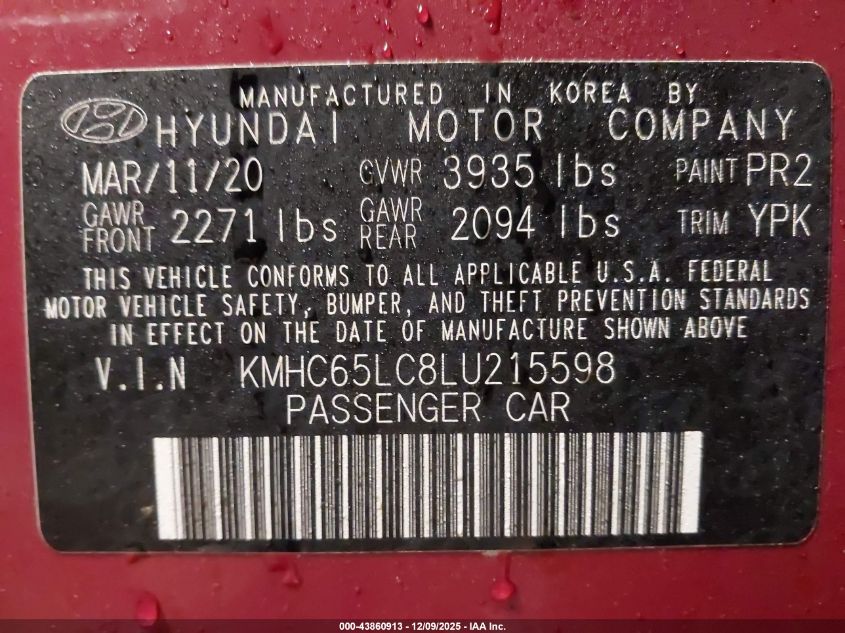 MANUFACTURED IN KOREA BY
HYUNDAI MOTOR COMPANY
MAR/11/20 GVWR 3935 lbs PAINT PR2
GAWR FRONT 2271 lbs GAWR REAR 2094 lbs TRIM YPK
THIS VEHICLE CONFORMS TO ALL APPLICABLE U.S.A. FEDERAL
MOTOR VEHICLE SAFETY, BUMPER, AND THEFT PREVENTION STANDARDS
IN EFFECT ON THE DATE OF MANUFACTURE SHOWN ABOVE
V.I.N KMHC65LC8LU215598
PASSENGER CAR
000-43860913 - 12/09/2025 - IAA Inc.